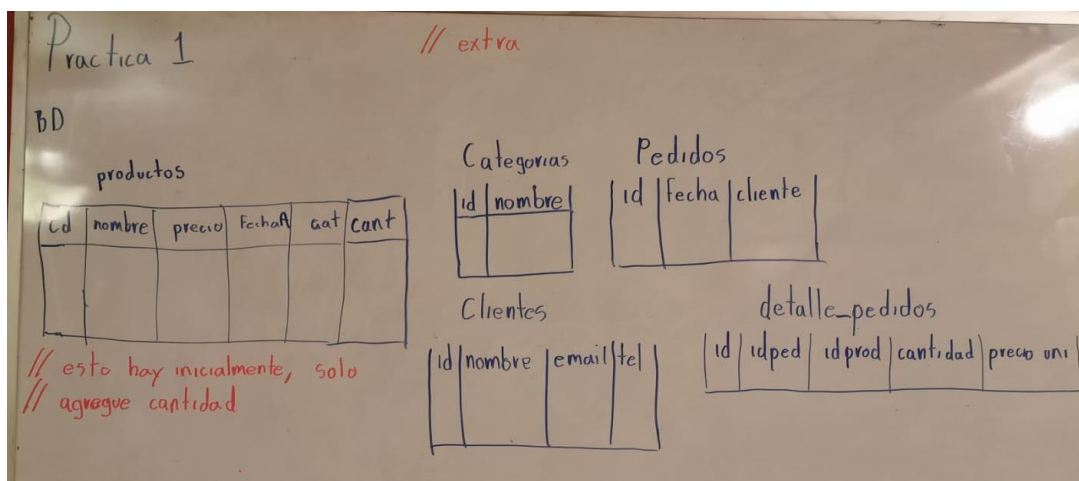 Practica 1
// extra
BD
productos
id nombre precio FechaA cat cant
// esto hay inicialmente, solo
// agregue cantidad
Categorias
id nombre
Pedidos
id Fecha cliente
Clientes
id nombre email tel
detalle_pedidos
id idped idprod cantidad precio uni